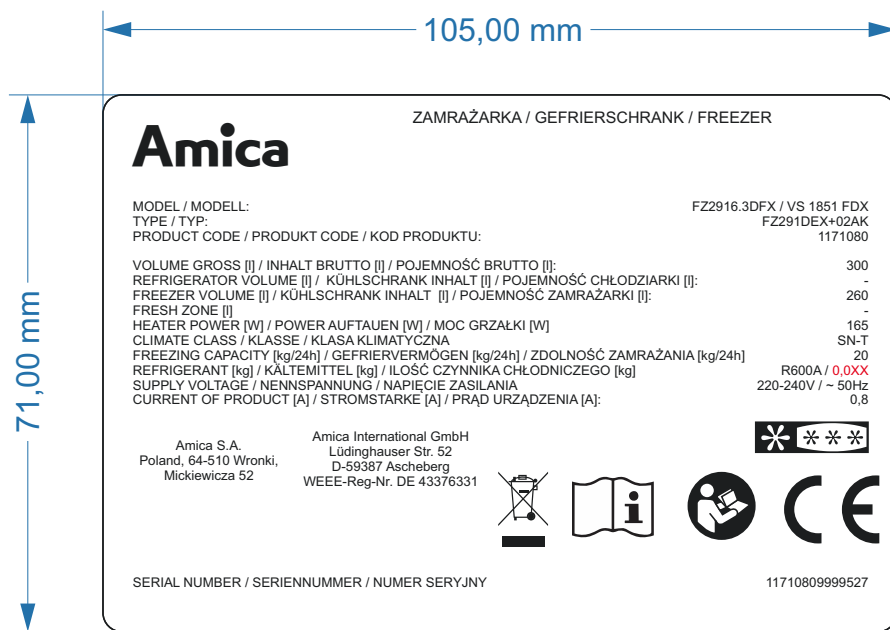 105,00 mm
71,00 mm
Amica
ZAMRAŻARKA / GEFRIERSCHRANK / FREEZER
MODEL / MODELL: FZ2916.3DFX / VS 1851 FDX
TYPE / TYP: FZ291DEX+02AK
PRODUCT CODE / PRODUKT CODE / KOD PRODUKTU: 1171080
VOLUME GROSS [l] / INHALT BRUTTO [l] / POJEMNOŚĆ BRUTTO [l]: 300
REFRIGERATOR VOLUME [l] / KÜHLSCHRANK INHALT [l] / POJEMNOŚĆ CHŁODZIARKI [l]: -
FREEZER VOLUME [l] / KÜHLSCHRANK INHALT [l] / POJEMNOŚĆ ZAMRAŻARKI [l]: 260
FRESH ZONE [l] -
HEATER POWER [W] / POWER AUFTAUEN [W] / MOC GRZAŁKI [W] 165
CLIMATE CLASS / KLASSE / KLASA KLIMATYCZNA SN-T
FREEZING CAPACITY [kg/24h] / GEFRIERVERMÖGEN [kg/24h] / ZDOLNOŚĆ ZAMRAŻANIA [kg/24h] 20
REFRIGERANT [kg] / KÄLTEMITTEL [kg] / ILOŚĆ CZYNNIKA CHŁODNICZEGO [kg] R600A / 0,0XX
SUPPLY VOLTAGE / NENNSPANNUNG / NAPIĘCIE ZASILANIA 220-240V / ~ 50Hz
CURRENT OF PRODUCT [A] / STROMSTARKE [A] / PRĄD URZĄDZENIA [A]: 0,8
Amica S.A.
Poland, 64-510 Wronki,
Mickiewicza 52
Amica International GmbH
Lüdinghauser Str. 52
D-59387 Ascheberg
WEEE-Reg-Nr. DE 43376331
i
CE
SERIAL NUMBER / SERIENNUMMER / NUMER SERYJNY 11710809999527